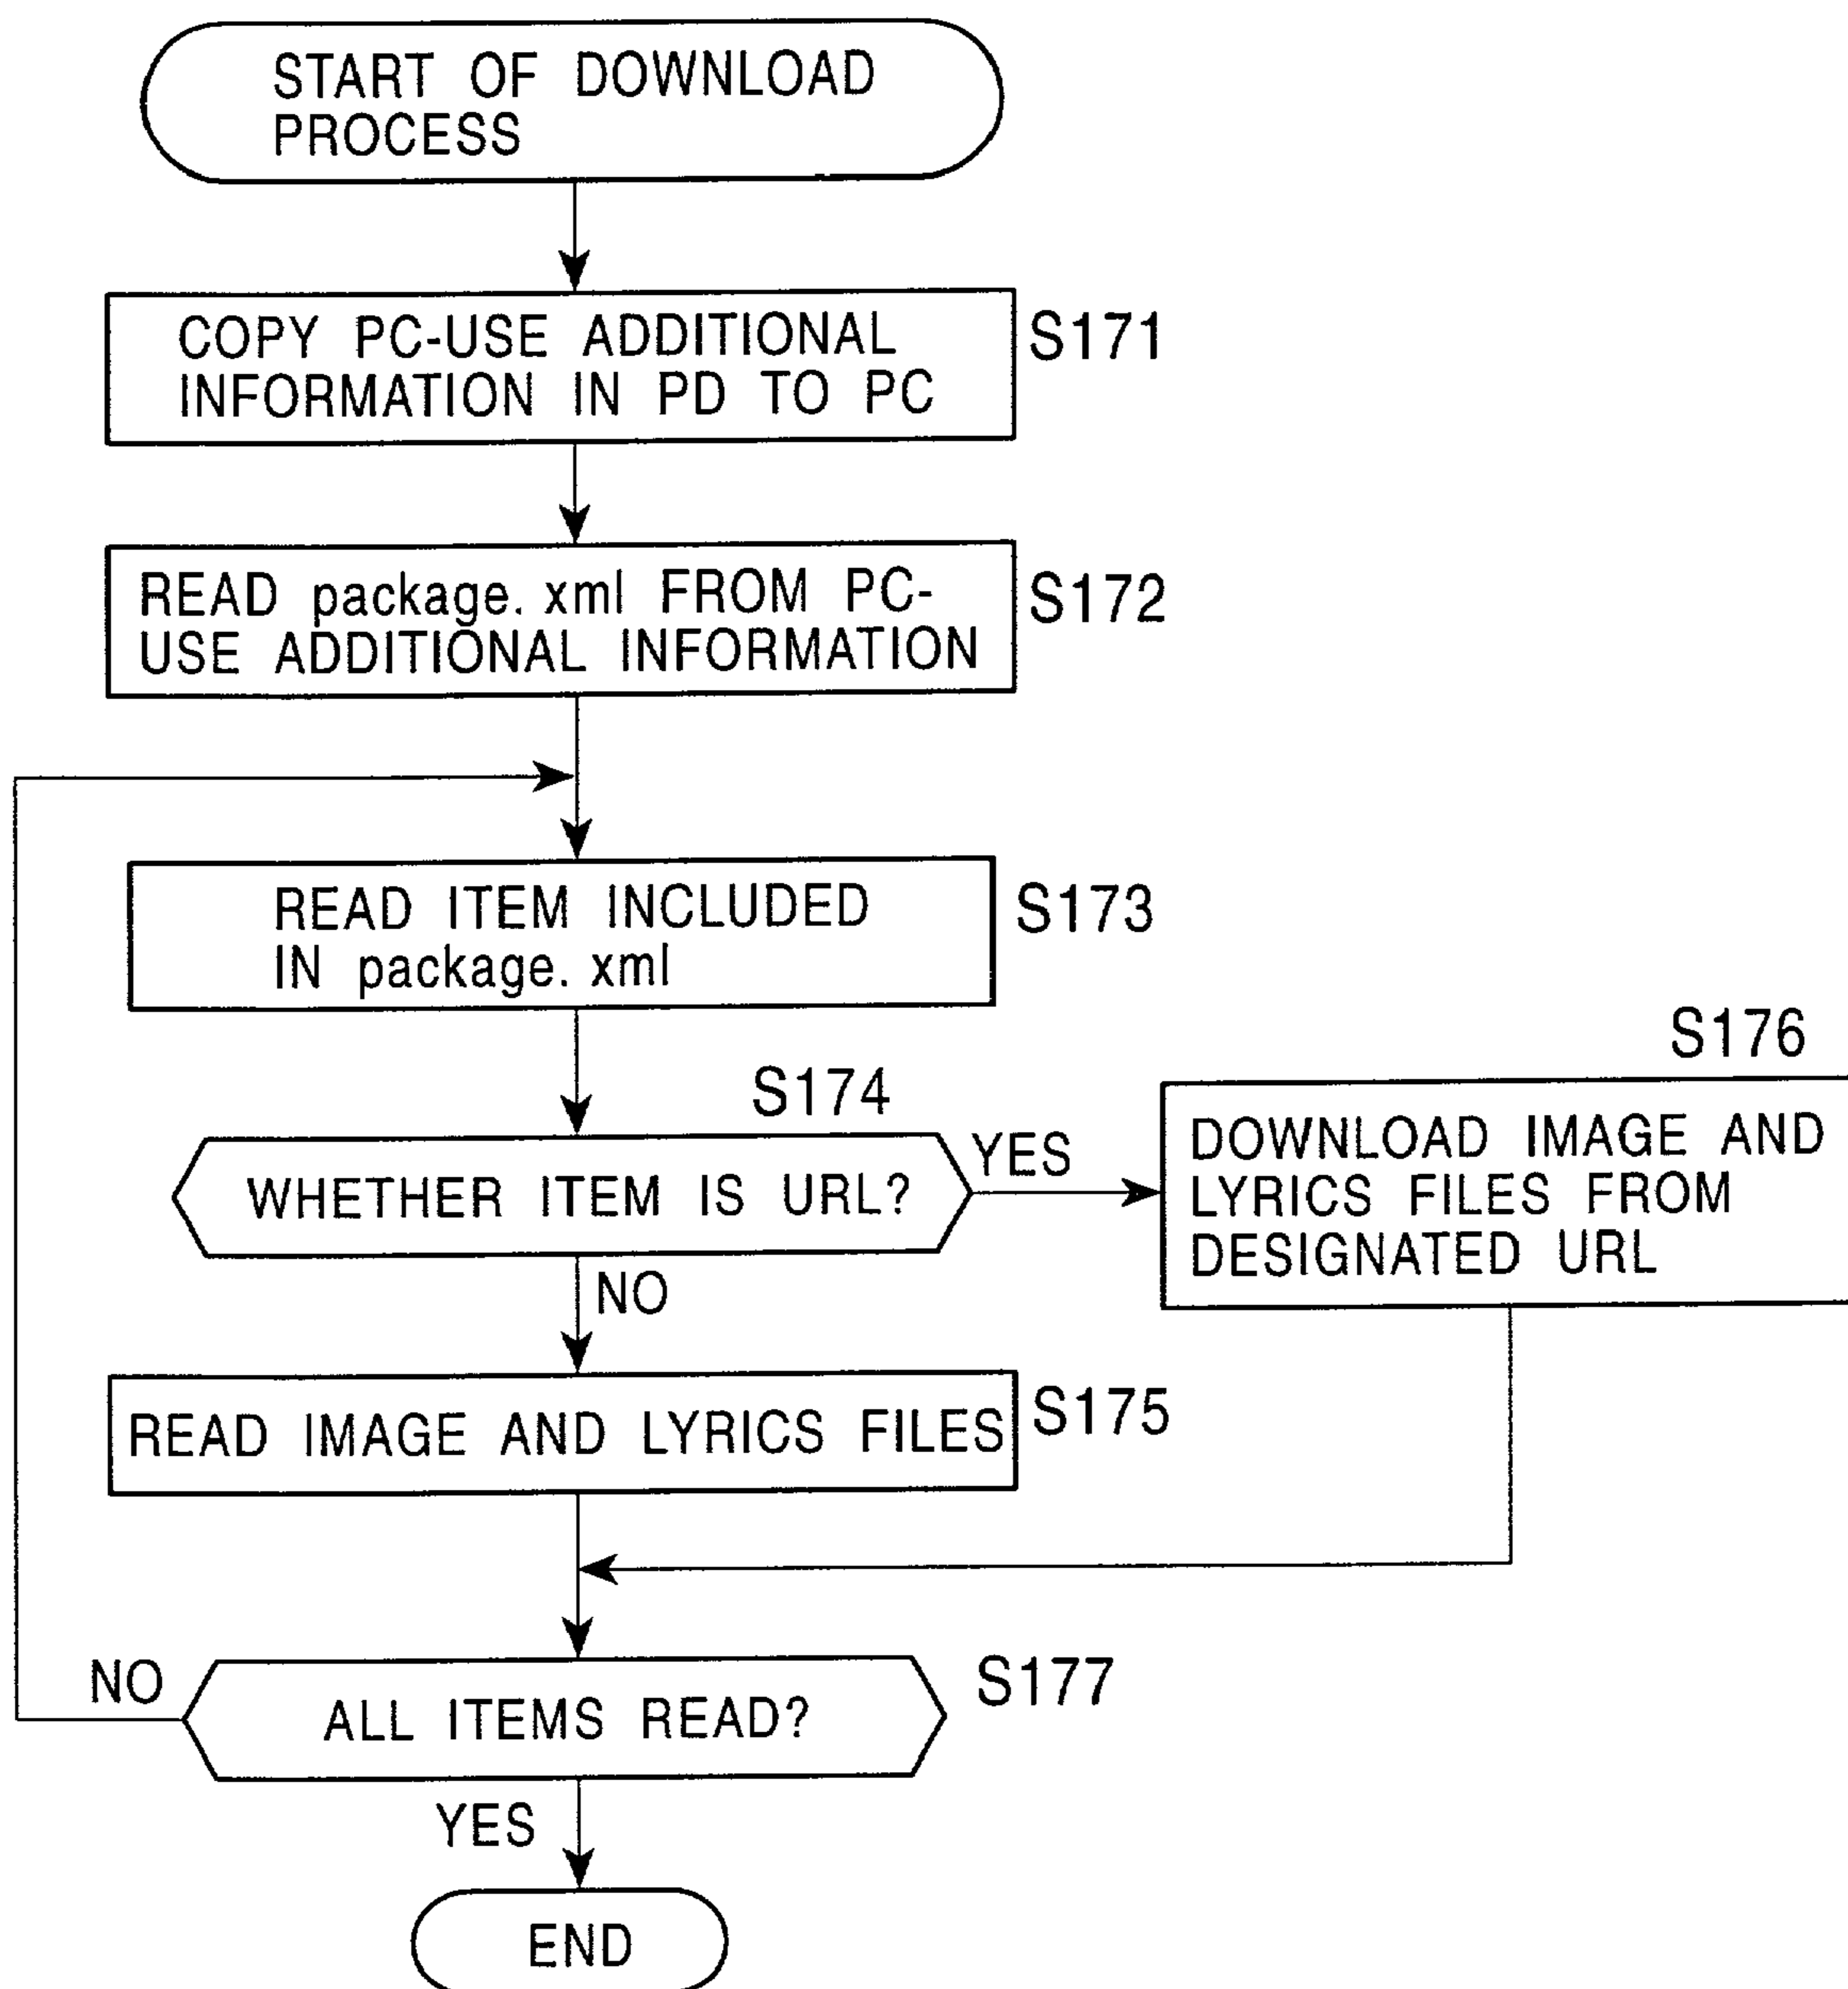 START OF DOWNLOAD
PROCESS
COPY PC-USE ADDITIONAL
INFORMATION IN PD TO PC
S171
READ package. xml FROM PC-
USE ADDITIONAL INFORMATION
S172
READ ITEM INCLUDED
IN package. xml
S173
S174
WHETHER ITEM IS URL?
YES
NO
S176
DOWNLOAD IMAGE AND
LYRICS FILES FROM
DESIGNATED URL
READ IMAGE AND LYRICS FILES
S175
ALL ITEMS READ?
S177
NO
YES
END